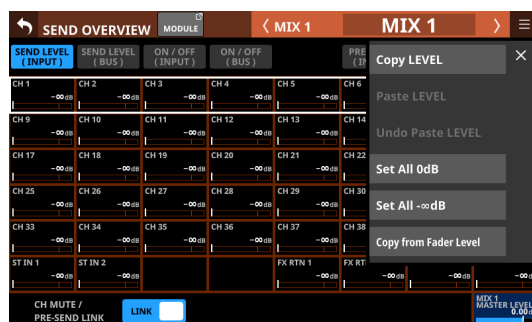 SEND OVERVIEW MODULE < MIX 1 MIX 1 >
SEND LEVEL SEND LEVEL ON / OFF ON / OFF PRE
( INPUT ) ( BUS ) ( INPUT ) ( BUS )
Copy LEVEL
CH 1 CH 2 CH 3 CH 4 CH 5 CH 6
-∞dB -∞dB -∞dB -∞dB -∞dB
Paste LEVEL
CH 9 CH 10 CH 11 CH 12 CH 13 CH 14
-∞dB -∞dB -∞dB -∞dB -∞dB
Undo Paste LEVEL
CH 17 CH 18 CH 19 CH 20 CH 21 CH 22
-∞dB -∞dB -∞dB -∞dB -∞dB
Set All 0dB
CH 25 CH 26 CH 27 CH 28 CH 29 CH 30
-∞dB -∞dB -∞dB -∞dB -∞dB
Set All -∞dB
CH 33 CH 34 CH 35 CH 36 CH 37 CH 38
-∞dB -∞dB -∞dB -∞dB -∞dB
Copy from Fader Level
ST IN 1 ST IN 2 FX RTN 1 FX RT
-∞dB -∞dB -∞dB -∞dB -∞dB -∞d
CH MUTE /
PRE-SEND LINK
LINK
MIX 1
MASTER LEVEL